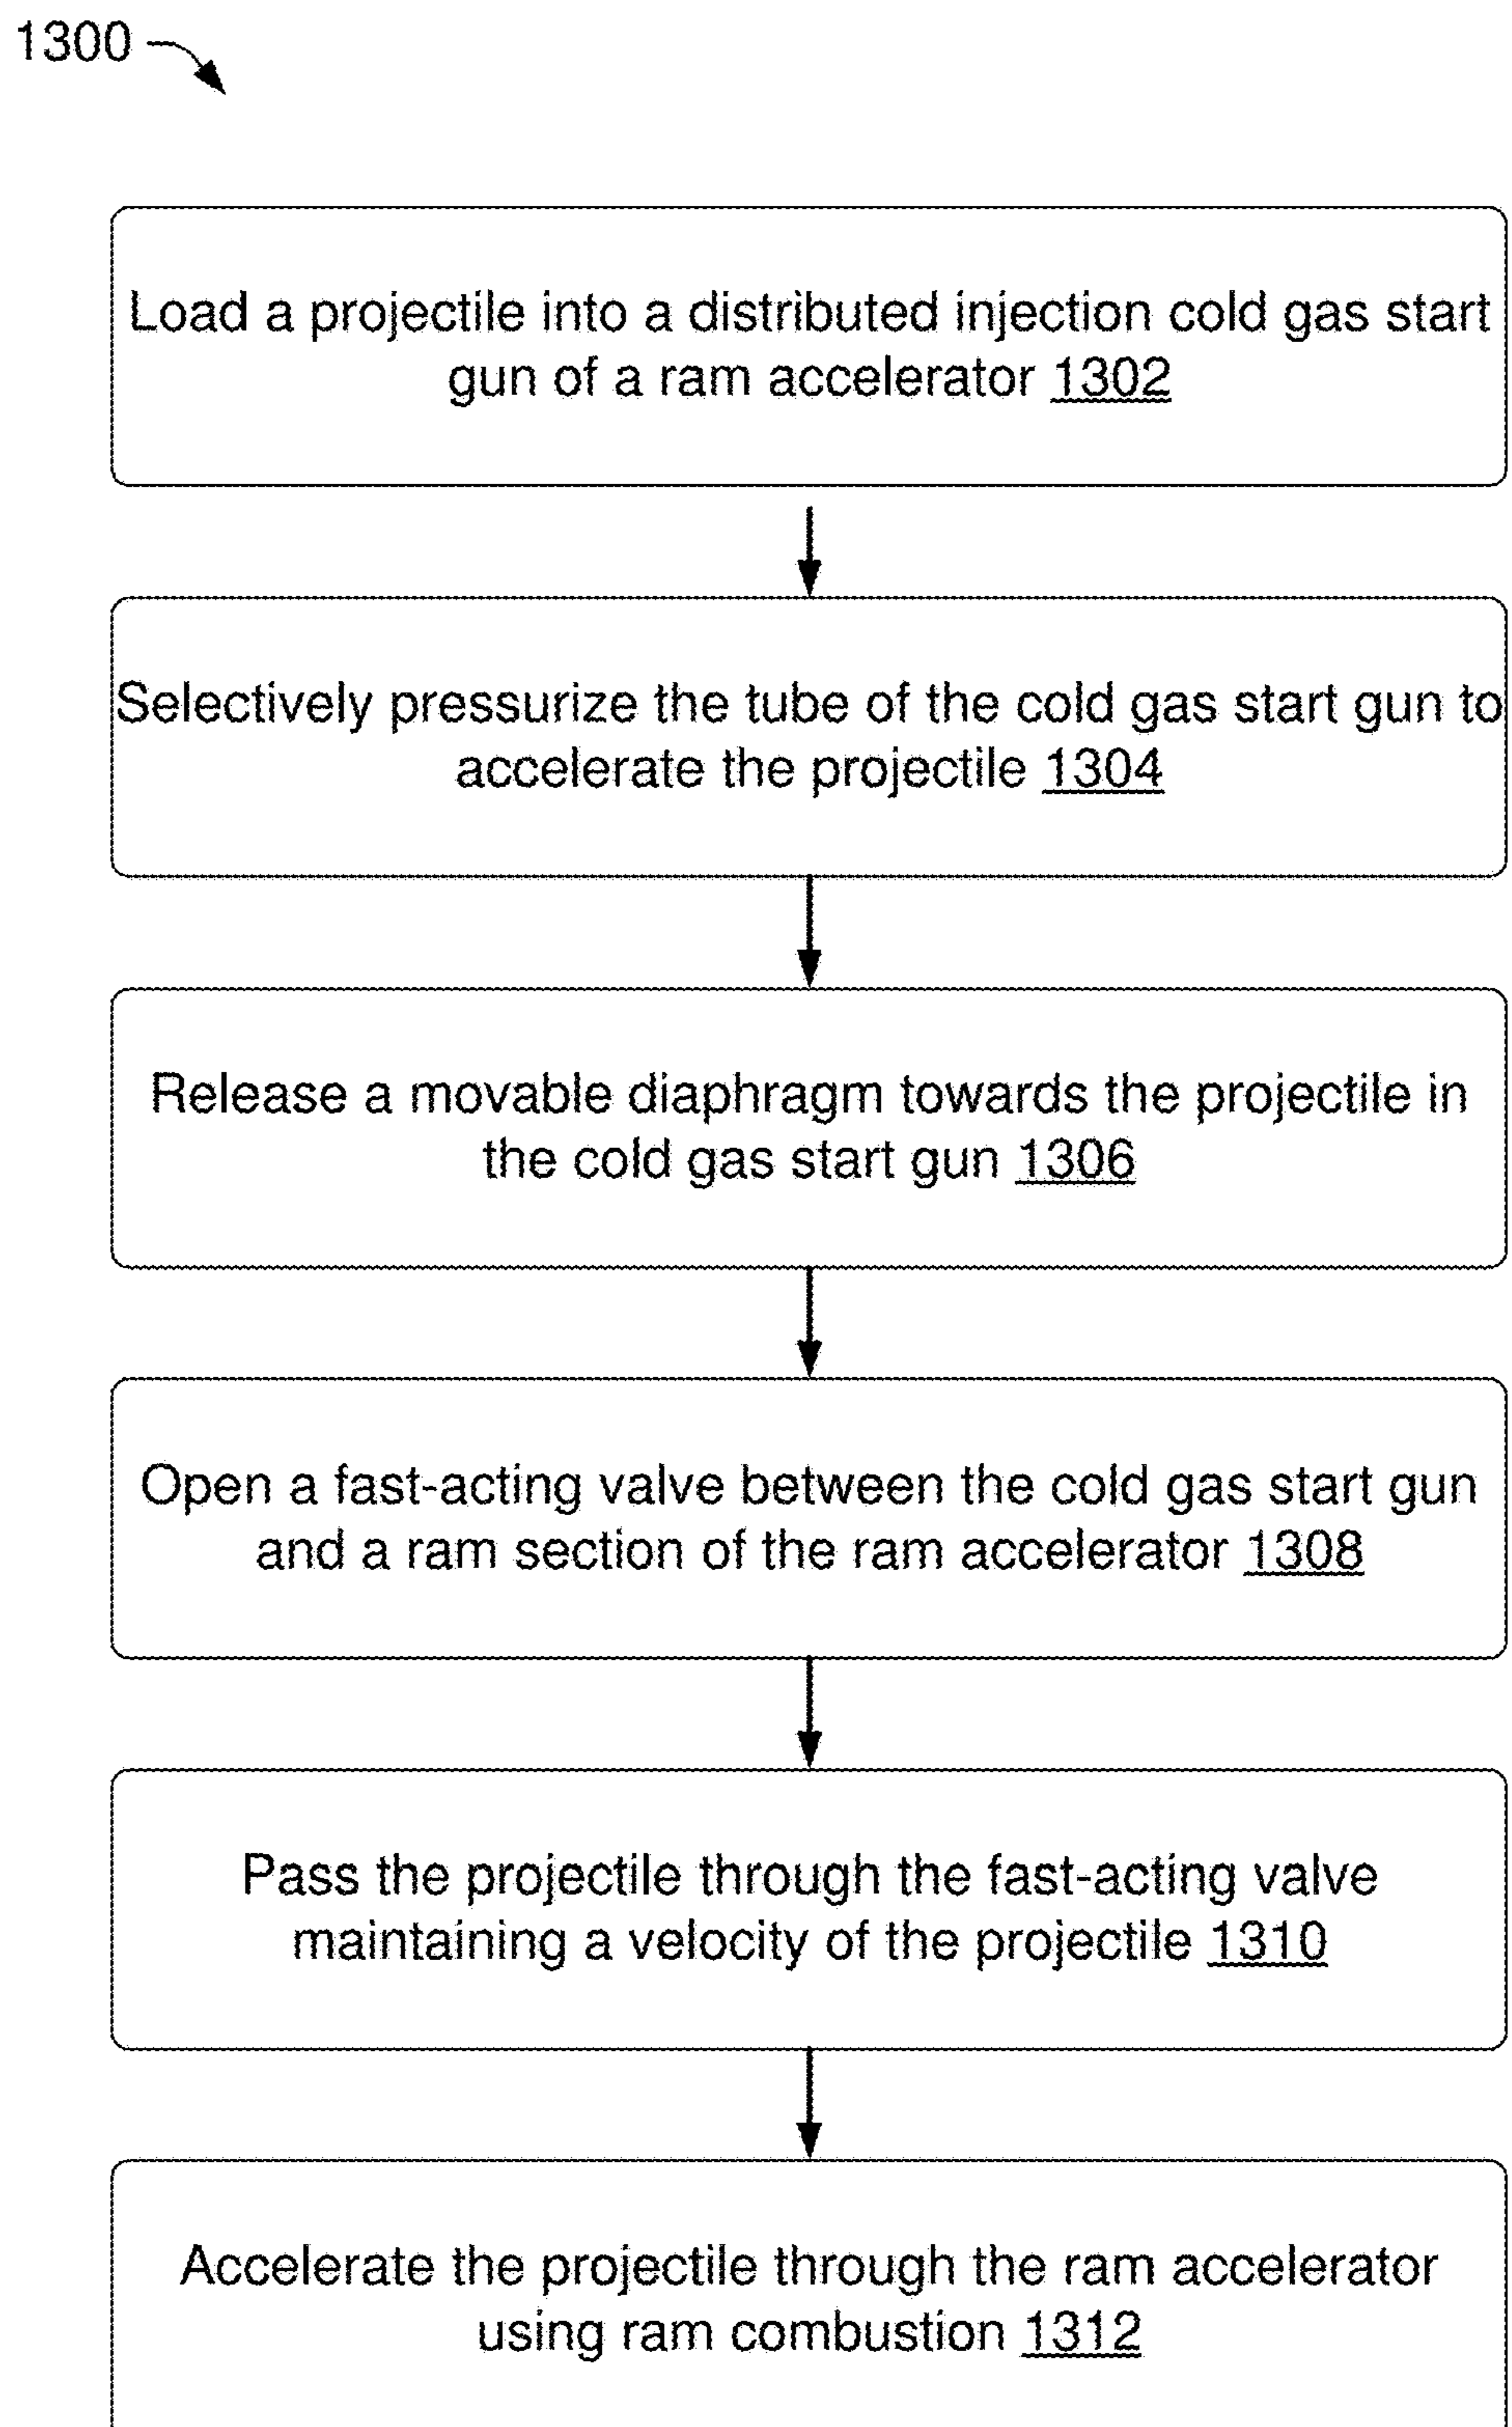 1300
Load a projectile into a distributed injection cold gas start
gun of a ram accelerator 1302
Selectively pressurize the tube of the cold gas start gun to
accelerate the projectile 1304
Release a movable diaphragm towards the projectile in
the cold gas start gun 1306
Open a fast-acting valve between the cold gas start gun
and a ram section of the ram accelerator 1308
Pass the projectile through the fast-acting valve
maintaining a velocity of the projectile 1310
Accelerate the projectile through the ram accelerator
using ram combustion 1312